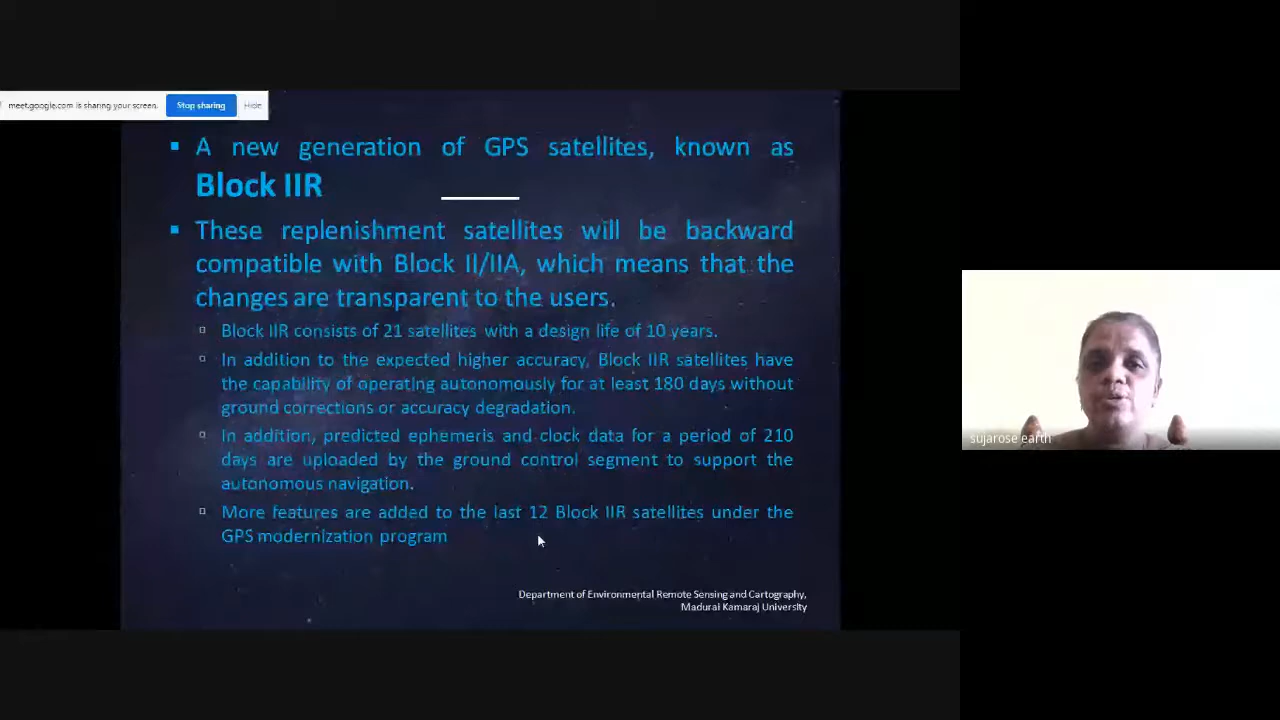 meet.google.com is sharing your screen.
Stop sharing
Hide
A new generation of GPS satellites, known as
Block IIR
These replenishment satellites will be backward
compatible with Block II/IIA, which means that the
changes are transparent to the users.
Block IIR consists of 21 satellites with a design life of 10 years.
In addition to the expected higher accuracy, Block IIR satellites have
the capability of operating autonomously for at least 180 days without
ground corrections or accuracy degradation.
In addition, predicted ephemeris and clock data for a period of 210
days are uploaded by the ground control segment to support the
autonomous navigation.
More features are added to the last 12 Block IIR satellites under the
GPS modernization program
Department of Environmental Remote Sensing and Cartography,
Madurai Kamaraj University
sujarose earth